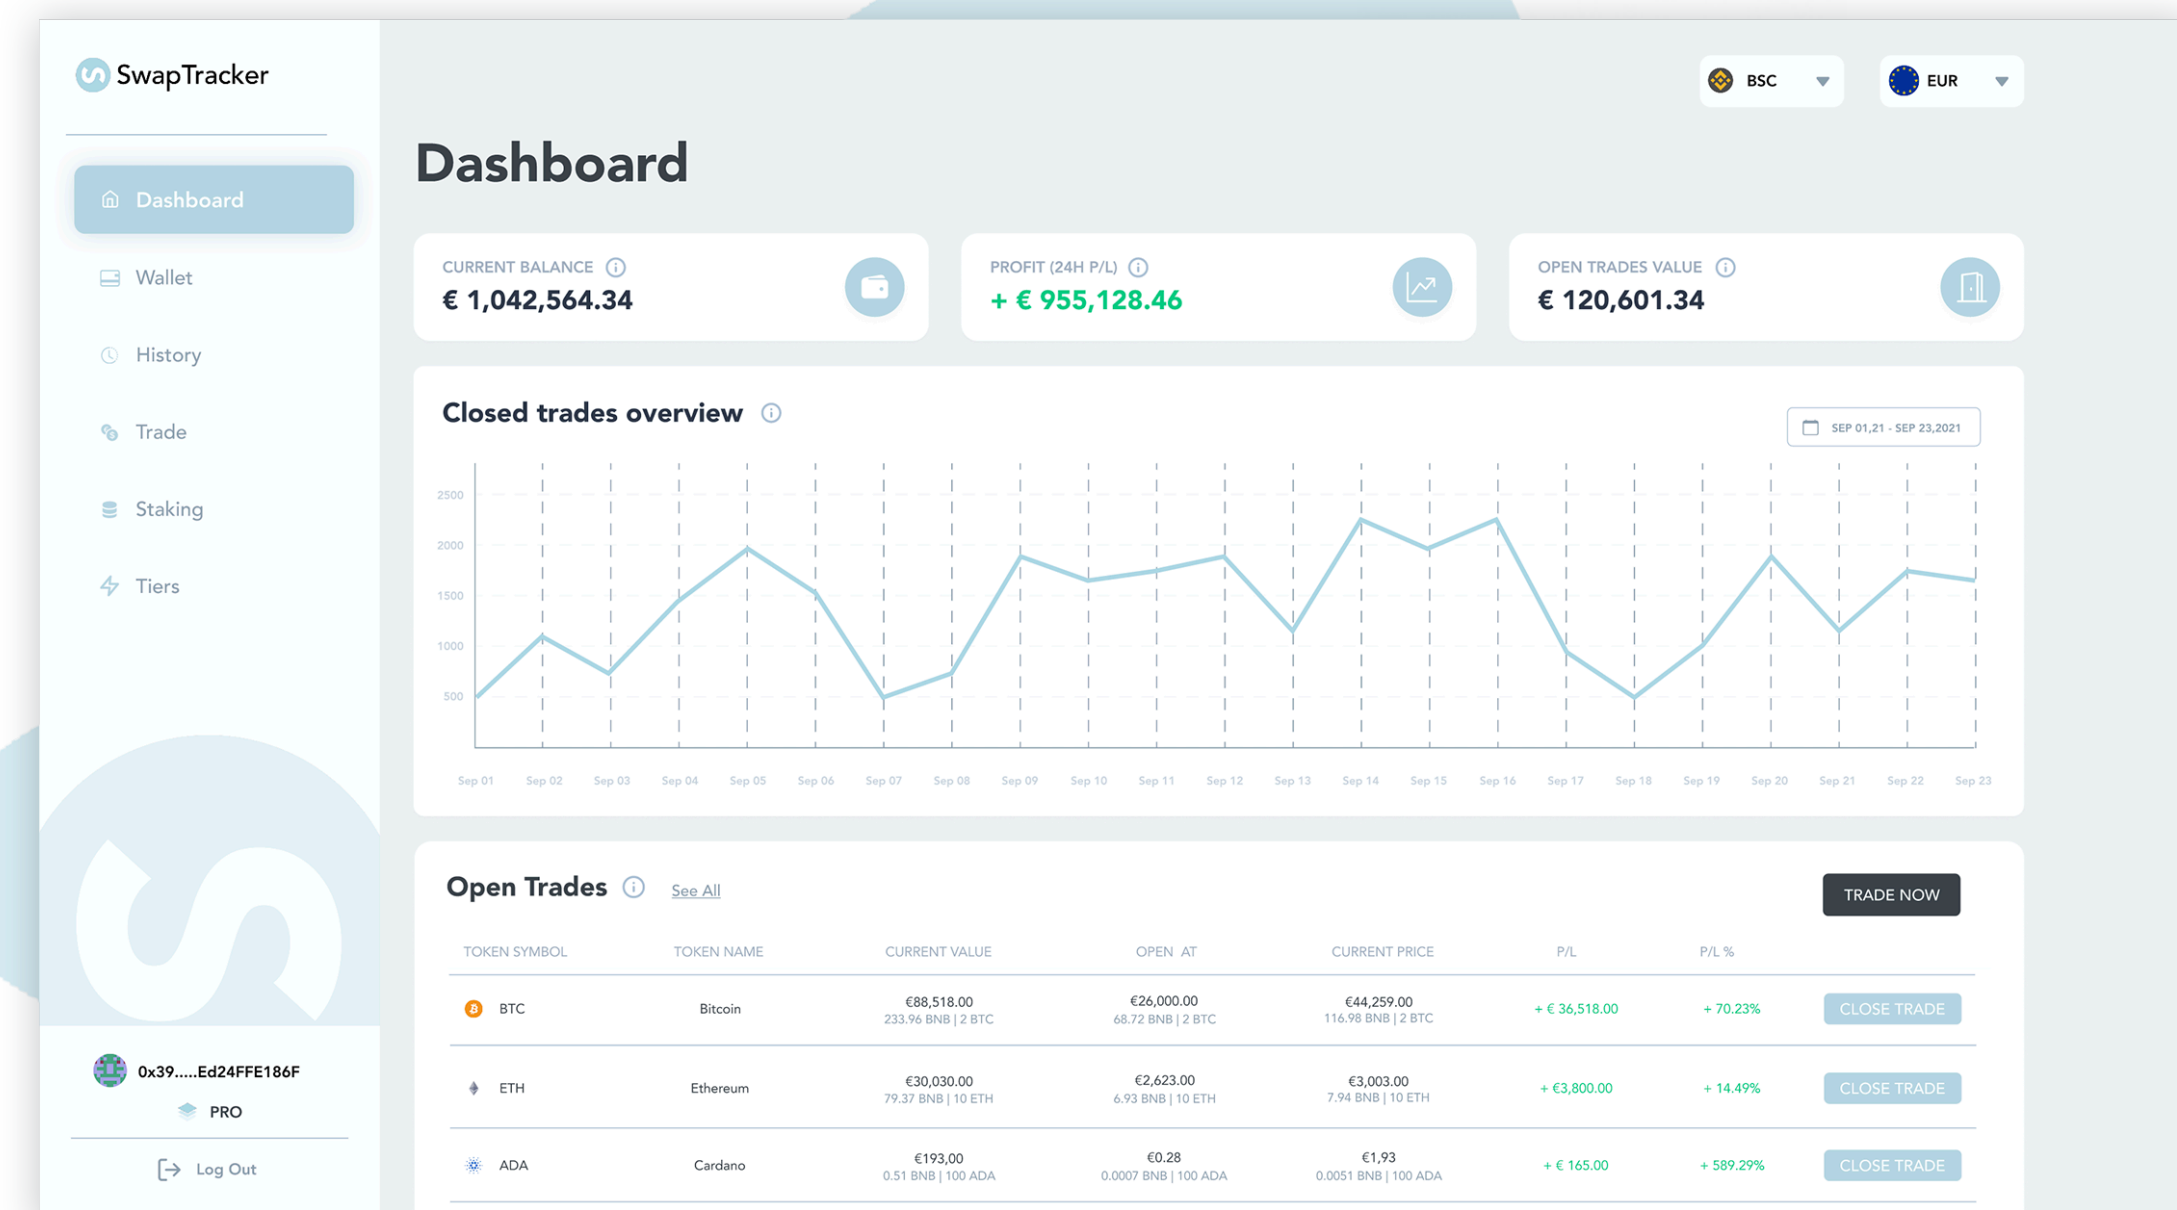 SwapTracker
BSC
EUR
Dashboard
Wallet
History
Trade
Staking
Tiers
0x39.....Ed24FFE186F
PRO
Log Out
Dashboard
CURRENT BALANCE
€ 1,042,564.34
PROFIT (24H P/L)
+ € 955,128.46
OPEN TRADES VALUE
€ 120,601.34
Closed trades overview
SEP 01,21 - SEP 23,2021
2500
2000
1500
1000
500
Sep 01 Sep 02 Sep 03 Sep 04 Sep 05 Sep 06 Sep 07 Sep 08 Sep 09 Sep 10 Sep 11 Sep 12 Sep 13 Sep 14 Sep 15 Sep 16 Sep 17 Sep 18 Sep 19 Sep 20 Sep 21 Sep 22 Sep 23
Open Trades See All
TRADE NOW
TOKEN SYMBOL TOKEN NAME CURRENT VALUE OPEN AT CURRENT PRICE P/L P/L %
BTC Bitcoin €88,518.00 €26,000.00 €44,259.00 + € 36,518.00 + 70.23% CLOSE TRADE
233.96 BNB | 2 BTC 68.72 BNB | 2 BTC 116.98 BNB | 2 BTC
ETH Ethereum €30,030.00 €2,623.00 €3,003.00 + €3,800.00 + 14.49% CLOSE TRADE
79.37 BNB | 10 ETH 6.93 BNB | 10 ETH 7.94 BNB | 10 ETH
ADA Cardano €193,00 €0.28 €1,93 + € 165.00 + 589.29% CLOSE TRADE
0.51 BNB | 100 ADA 0.0007 BNB | 100 ADA 0.0051 BNB | 100 ADA